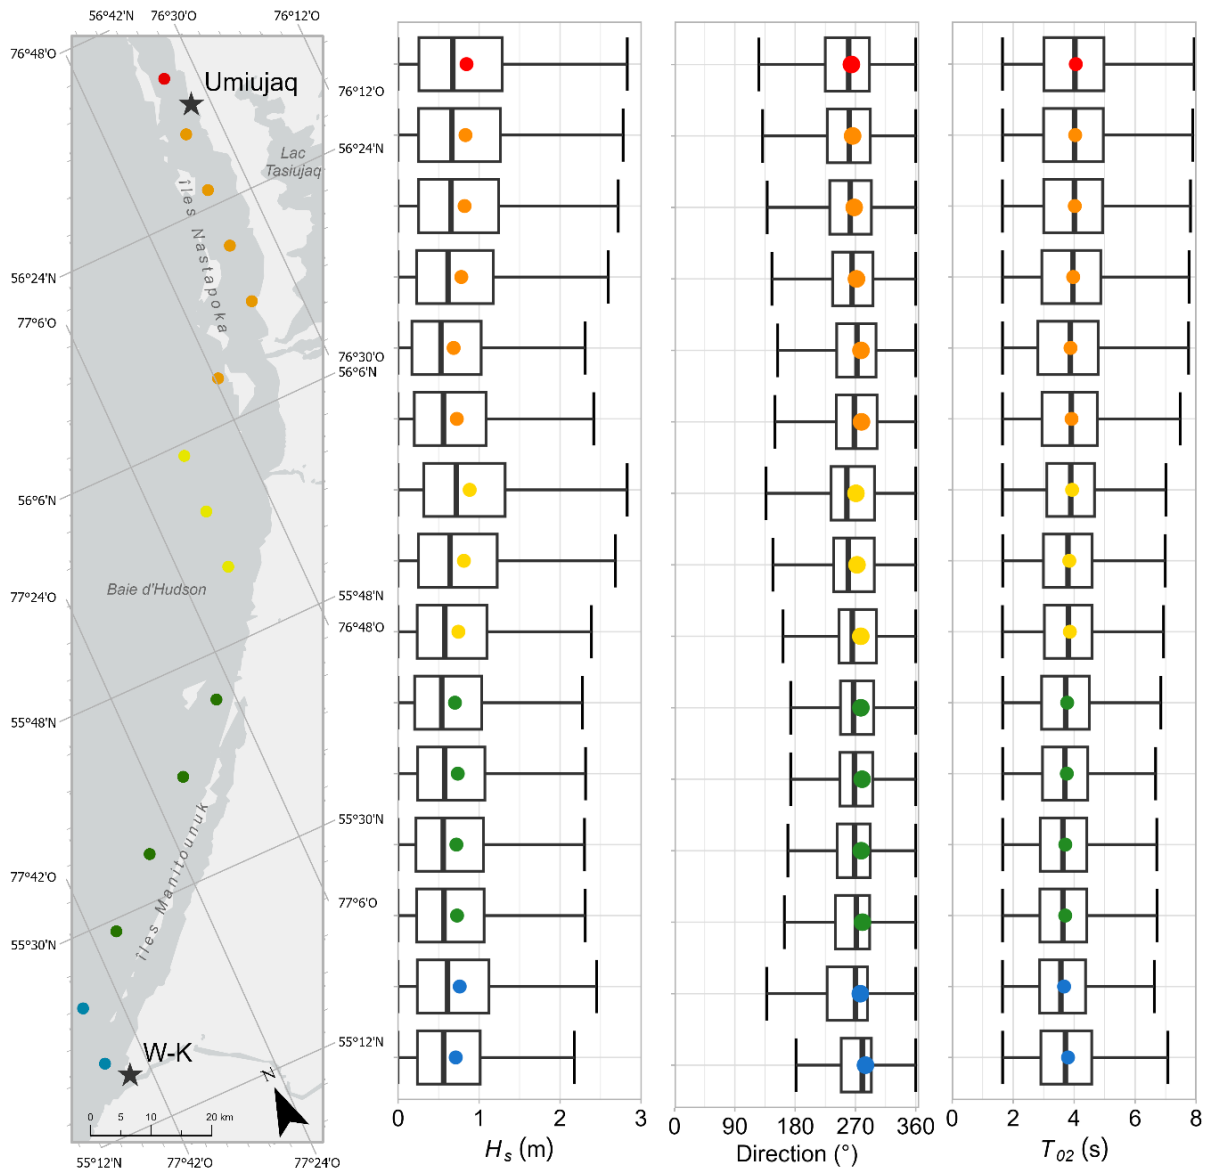 56°42'N
76°30'O
76°12'O
76°48'O
Umiujaq
76°12'O
Lac
Tasiujaq
56°24'N
îles Nastapoka
56°24'N
77°6'O
76°30'O
56°6'N
56°6'N
Baie d'Hudson
77°24'O
55°48'N
76°48'O
55°48'N
îles Manitounuk
55°30'N
77°42'O
77°6'O
55°30'N
W-K
55°12'N
N
0 5 10 20 km
55°12'N
77°42'O
77°24'O
0 1 2 3
Hs (m)
0 90 180 270 360
Direction (°)
0 2 4 6 8
T02 (s)